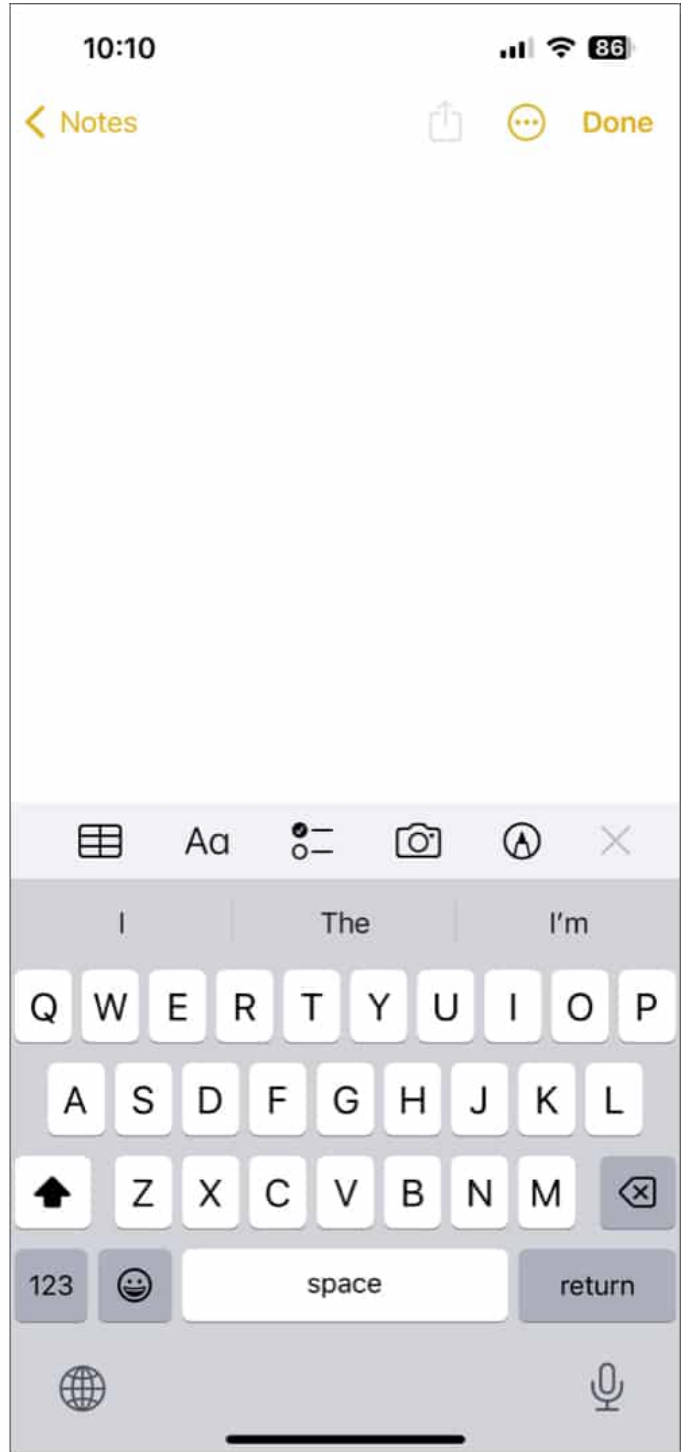 10:10 86
Notes Done
Aa
I The I'm
Q W E R T Y U I O P
A S D F G H J K L
Z X C V B N M
123 space return